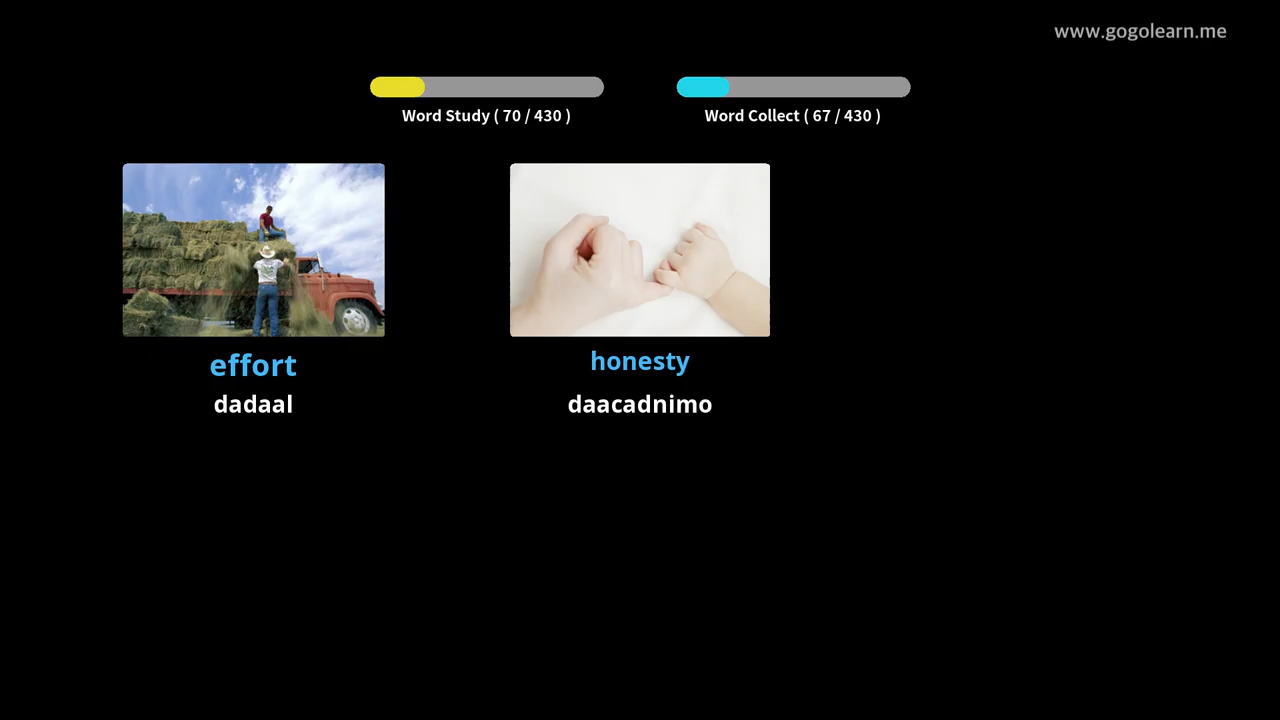 www.gogolearn.me
Word Study ( 70 / 430 )
Word Collect ( 67 / 430 )
effort
dadaal
honesty
daacadnimo